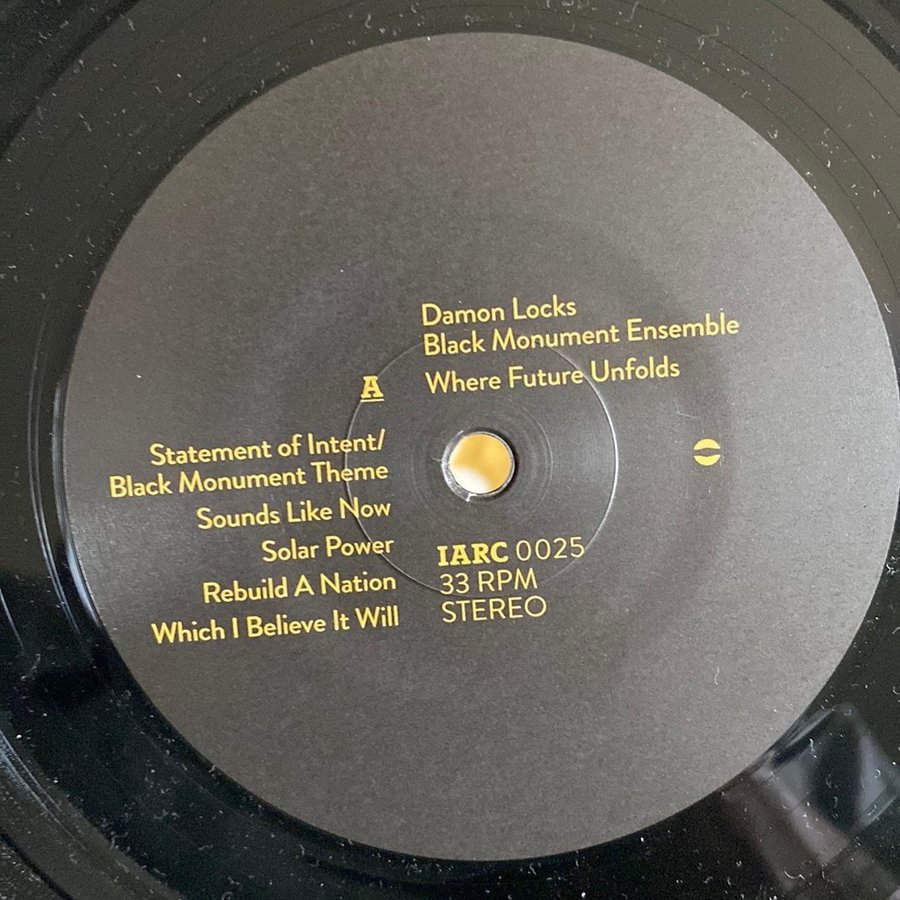 Damon Locks
Black Monument Ensemble
Where Future Unfolds
A
Statement of Intent/
Black Monument Theme
Sounds Like Now
Solar Power
Rebuild A Nation
Which I Believe It Will
IARC 0025
33 RPM
STEREO